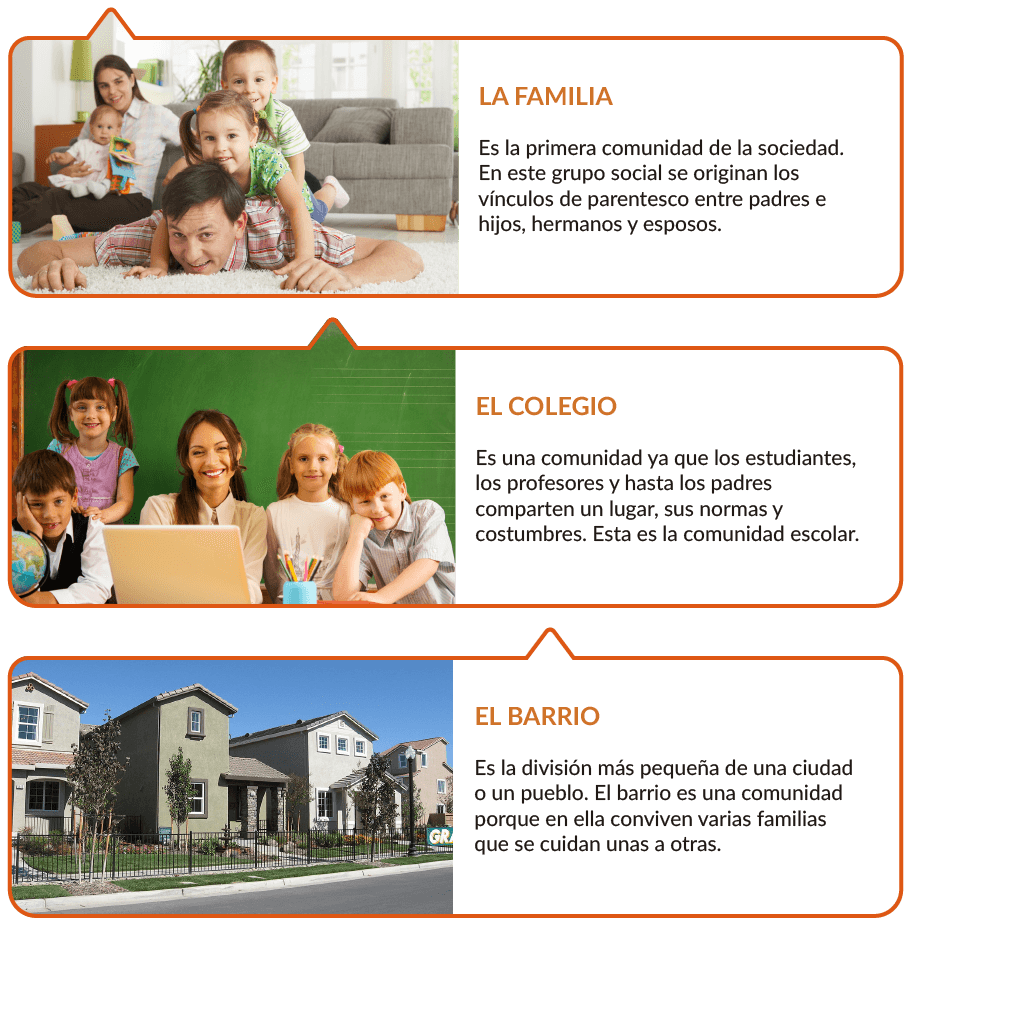 LA FAMILIA
Es la primera comunidad de la sociedad.
En este grupo social se originan los
vínculos de parentesco entre padres e
hijos, hermanos y esposos.
EL COLEGIO
Es una comunidad ya que los estudiantes,
los profesores y hasta los padres
comparten un lugar, sus normas y
costumbres. Esta es la comunidad escolar.
EL BARRIO
Es la división más pequeña de una ciudad
o un pueblo. El barrio es una comunidad
porque en ella conviven varias familias
que se cuidan unas a otras.
GRA